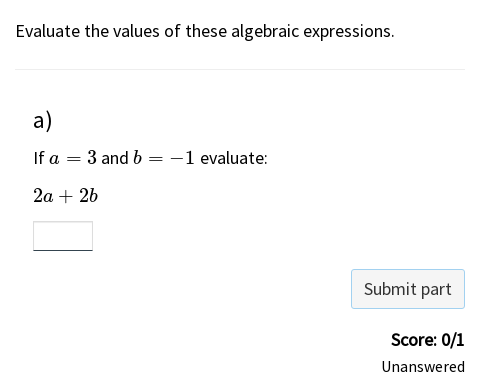 Evaluate the values of these algebraic expressions.
a)
If a = 3 and b = −1 evaluate:
2a + 2b
Submit part
Score: 0/1
Unanswered